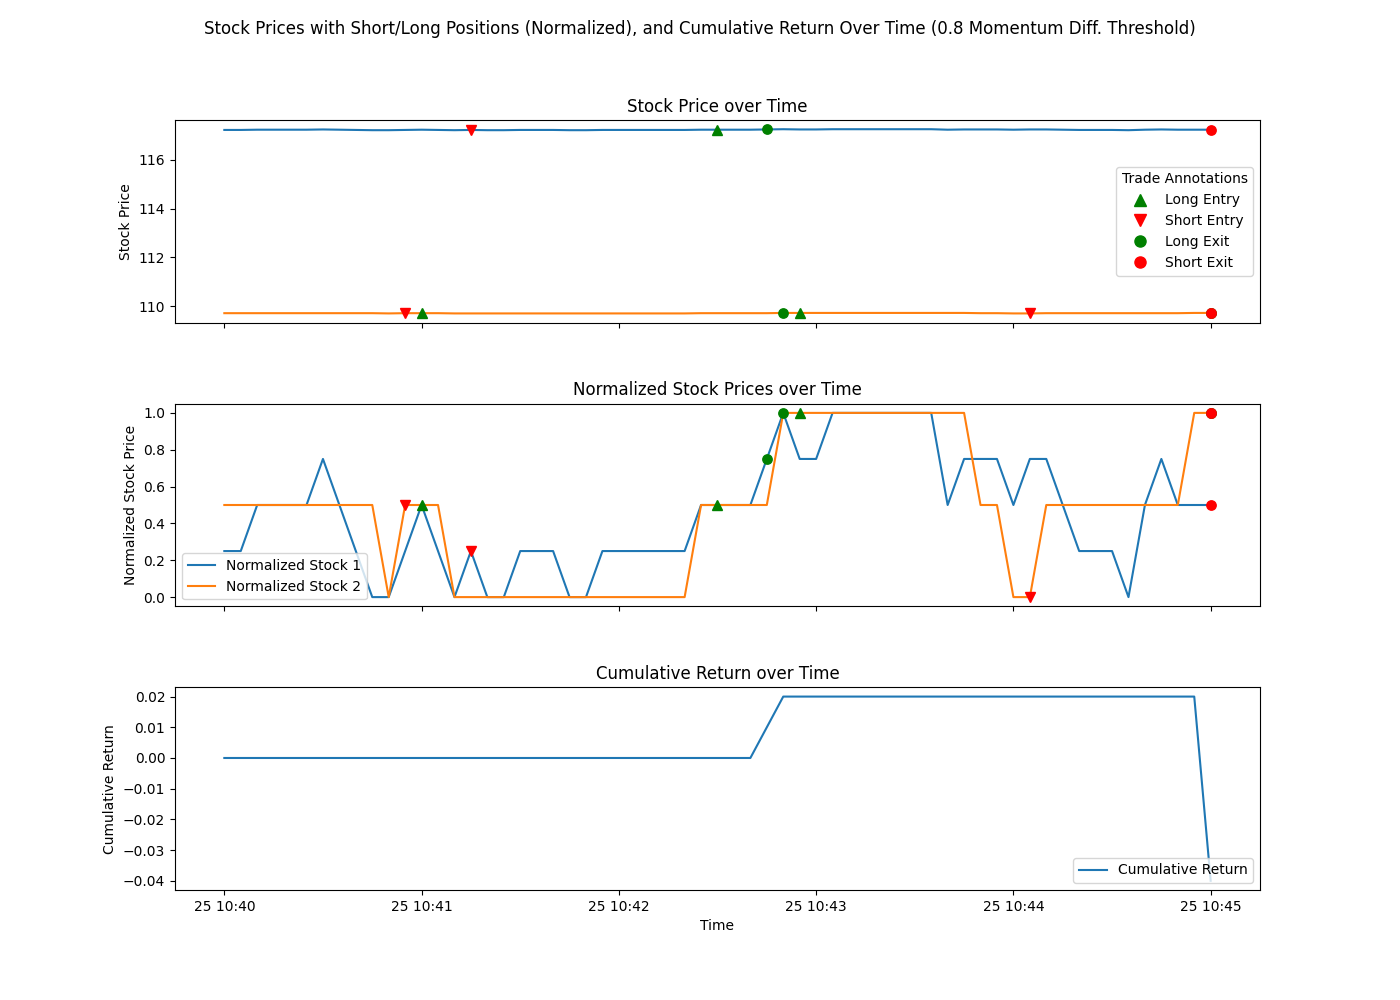 Stock Prices with Short/Long Positions (Normalized), and Cumulative Return Over Time (0.8 Momentum Diff. Threshold)
Stock Price over Time
Stock Price
116
114
112
110
Trade Annotations
Long Entry
Short Entry
Long Exit
Short Exit
Normalized Stock Prices over Time
Normalized Stock Price
1.0
0.8
0.6
0.4
0.2
0.0
Normalized Stock 1
Normalized Stock 2
Cumulative Return over Time
Cumulative Return
0.02
0.01
0.00
−0.01
−0.02
−0.03
−0.04
Cumulative Return
25 10:40
25 10:41
25 10:42
25 10:43
25 10:44
25 10:45
Time